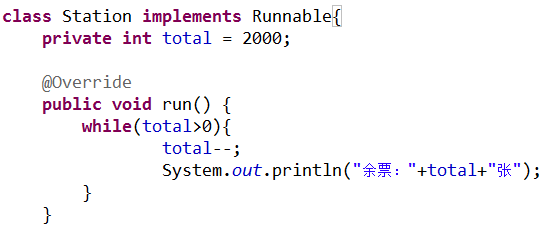 class Station implements Runnable{
    private int total = 2000;
    @Override
    public void run() {
        while(total>0){
                total--;
                System.out.println("余票："+total+"张");
        }
    }